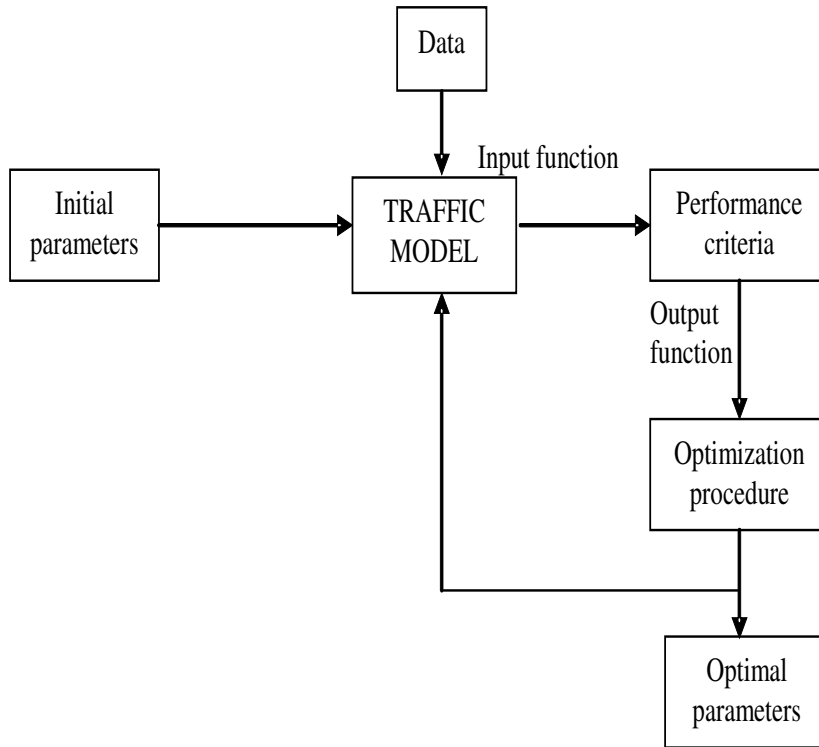 Data
Input function
Initial
parameters
TRAFFIC
MODEL
Performance
criteria
Output
function
Optimization
procedure
Optimal
parameters